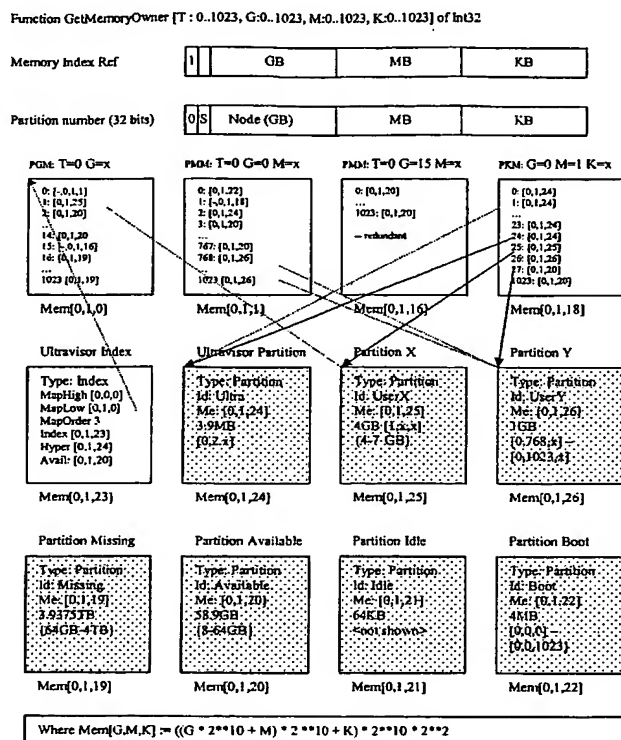 Function GetMemoryOwner [T : 0..1023, G:0..1023, M:0..1023, K:0..1023] of Int32
Memory Index Ref
1 GB MB KB
Partition number (32 bits)
0 S Node (GB) MB KB
PGM: T=0 G=x
0: [-,0,1,1]
1: [0,1,25]
2: [0,1,20]
...
14: [0,1,20
15: [-,0,1,16]
16: [0,1,19]
...
1023 [0,1,19]
Mem[0,1,0]
PMM: T=0 G=0 M=x
0: [0,1,22]
1: [-,0,1,18]
2: [0,1,24]
3: [0,1,20]
...
767: [0,1,20]
768: [0,1,26]
...
1023 [0,1,26]
Mem[0,1,1]
PMM: T=0 G=15 M=x
0: [0,1,20]
...
1023: [0,1,20]
-- redundant
Mem[0,1,16]
PKM: G=0 M=1 K=x
0: [0,1,24]
1: [0,1,24]
...
23: [0,1,24]
24: [0,1,24]
25: [0,1,25]
26: [0,1,26]
27: [0,1,20]
1023: [0,1,20]
Mem[0,1,18]
Ultravisor Index
Type: Index
MapHigh [0,0,0]
MapLow [0,1,0]
MapOrder 3
Index [0,1,23]
Hyper [0,1,24]
Avail: [0,1,20]
Mem[0,1,23]
Ultravisor Partition
Type: Partition
Id: Ultra
Me: [0,1,24]
3.9MB
[0,2,x]
Mem[0,1,24]
Partition X
Type: Partition
Id: UserX
Me: [0,1,25]
4GB [1,x,x]
(4-7 GB)
Mem[0,1,25]
Partition Y
Type: Partition
Id: UserY
Me: [0,1,26]
1GB
[0,768,x] –
[0,1023,x]
Mem[0,1,26]
Partition Missing
Type: Partition
Id: Missing
Me: [0,1,19]
3.9375TB
(64GB-4TB)
Mem[0,1,19]
Partition Available
Type: Partition
Id: Available
Me: [0,1,20]
58.9GB
(8-64GB)
Mem[0,1,20]
Partition Idle
Type: Partition
Id: Idle
Me: [0,1,21]
64KB
<not shown>
Mem[0,1,21]
Partition Boot
Type: Partition
Id: Boot
Me: [0,1,22]
4MB
[0,0,0] –
[0,0,1023]
Mem[0,1,22]
Where Mem[G,M,K] := ((G * 2**10 + M) * 2 **10 + K) * 2**10 * 2**2